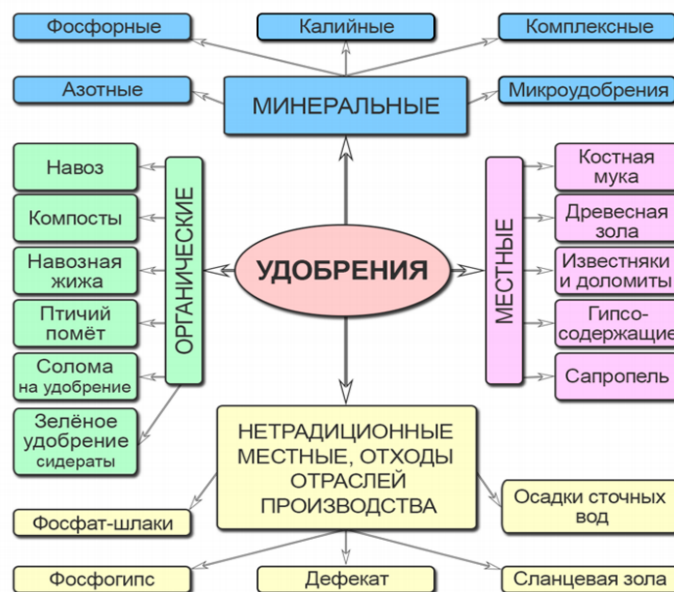 Фосфорные
Калийные
Комплексные
Азотные
МИНЕРАЛЬНЫЕ
Микроудобрения
Навоз
Компосты
Навозная
жижа
Птичий
помёт
Солома
на удобрение
Зелёное
удобрение
сидераты
ОРГАНИЧЕСКИЕ
УДОБРЕНИЯ
МЕСТНЫЕ
Костная
мука
Древесная
зола
Известняки
и доломиты
Гипсо-
содержащие
Сапропель
НЕТРАДИЦИОННЫЕ
МЕСТНЫЕ, ОТХОДЫ
ОТРАСЛЕЙ
ПРОИЗВОДСТВА
Фосфат-шлаки
Осадки сточных
вод
Фосфогипс
Дефекат
Сланцевая зола